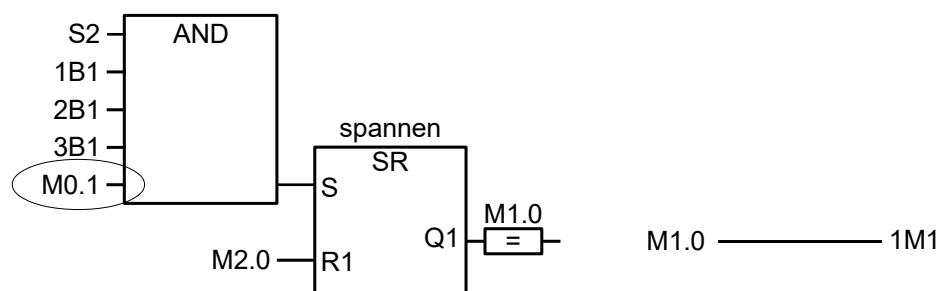 S2
AND
1B1
2B1
3B1
M0.1
spannen
SR
S
M2.0
R1
Q1
M1.0
=
M1.0
1M1